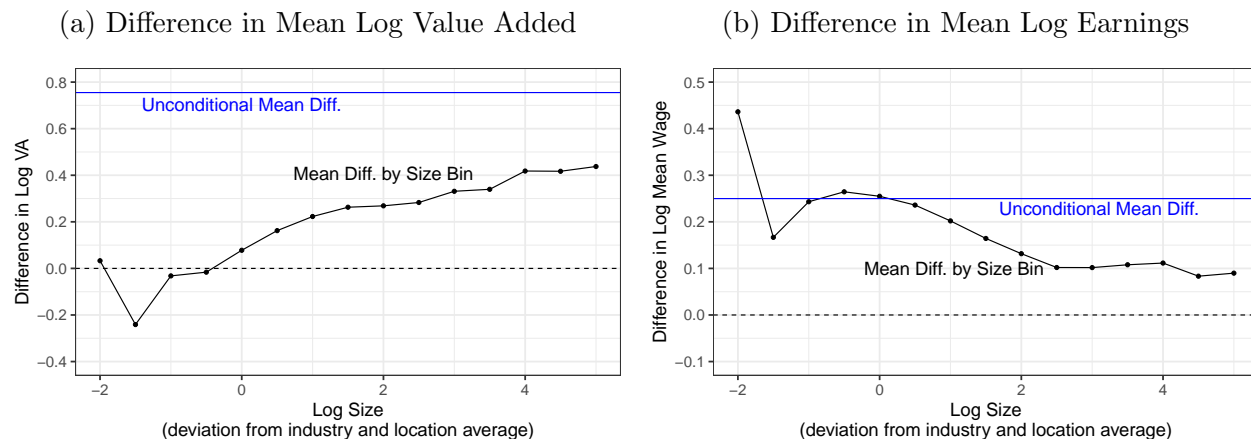 (a) Difference in Mean Log Value Added
0.8
0.6
0.4
0.2
0.0
−0.2
−0.4
Difference in Log VA
Unconditional Mean Diff.
Mean Diff. by Size Bin
−2
0
2
4
Log Size
(deviation from industry and location average)
(b) Difference in Mean Log Earnings
0.5
0.4
0.3
0.2
0.1
0.0
−0.1
Difference in Log Mean Wage
Unconditional Mean Diff.
Mean Diff. by Size Bin
−2
0
2
4
Log Size
(deviation from industry and location average)